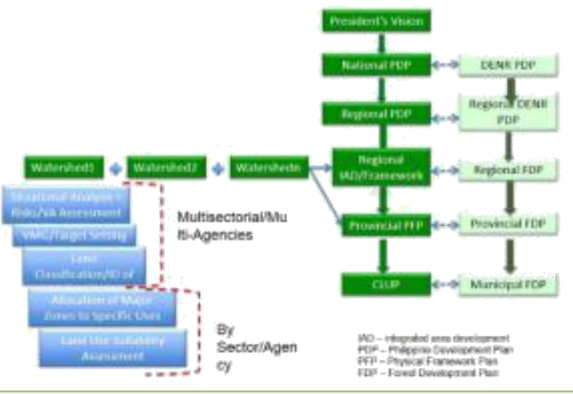 President's Vision
National PDP
DENR PDP
Regional PDP
Regional DENR
PDP
Watershed1
Watershed2
Watershedn
Regional
IAD/Framework
Regional FDP
Situational Analysis +
Risks/VA Assessment
VMG/Target Setting
Land
Classification/ID of
Multisectorial/Mu
lti-Agencies
Provincial PFP
Provincial FDP
CLUP
Municipal FDP
Allocation of Major
Zones to Specific Uses
Land Use Suitability
Assessment
By
Sector/Agen
cy
IAD – integrated area development
PDP – Philippine Development Plan
PFP – Physical Framework Plan
FDP – Forest Development Plan